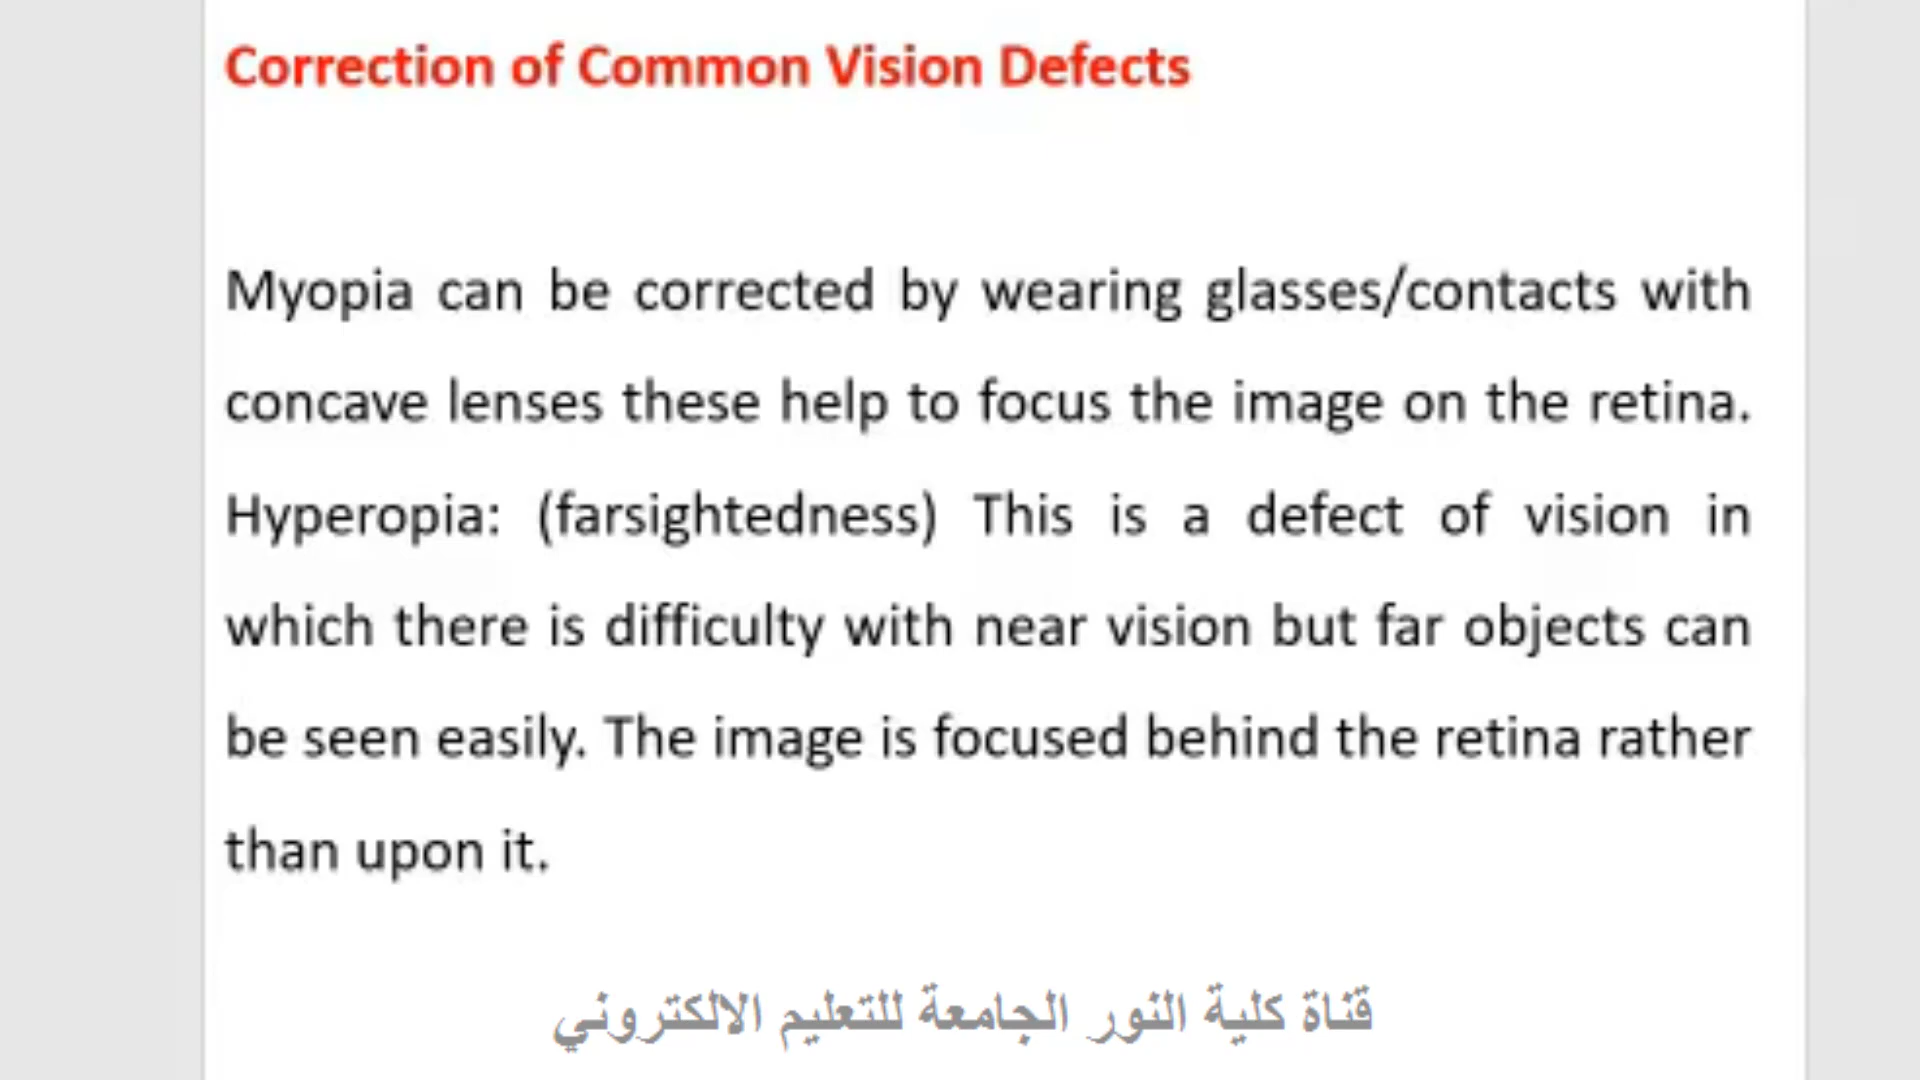 Correction of Common Vision Defects
Myopia can be corrected by wearing glasses/contacts with
concave lenses these help to focus the image on the retina.
Hyperopia: (farsightedness) This is a defect of vision in
which there is difficulty with near vision but far objects can
be seen easily. The image is focused behind the retina rather
than upon it.
قناة كلية النور الجامعة للتعليم الالكتروني